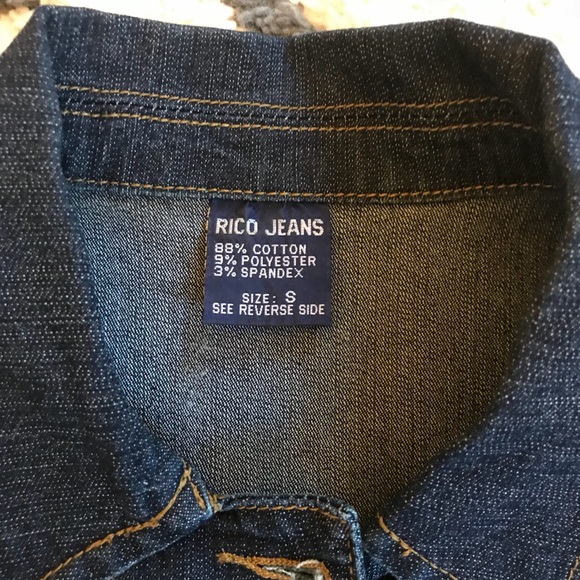 RICO JEANS
88% COTTON
9% POLYESTER
3% SPANDEX
SIZE: S
SEE REVERSE SIDE